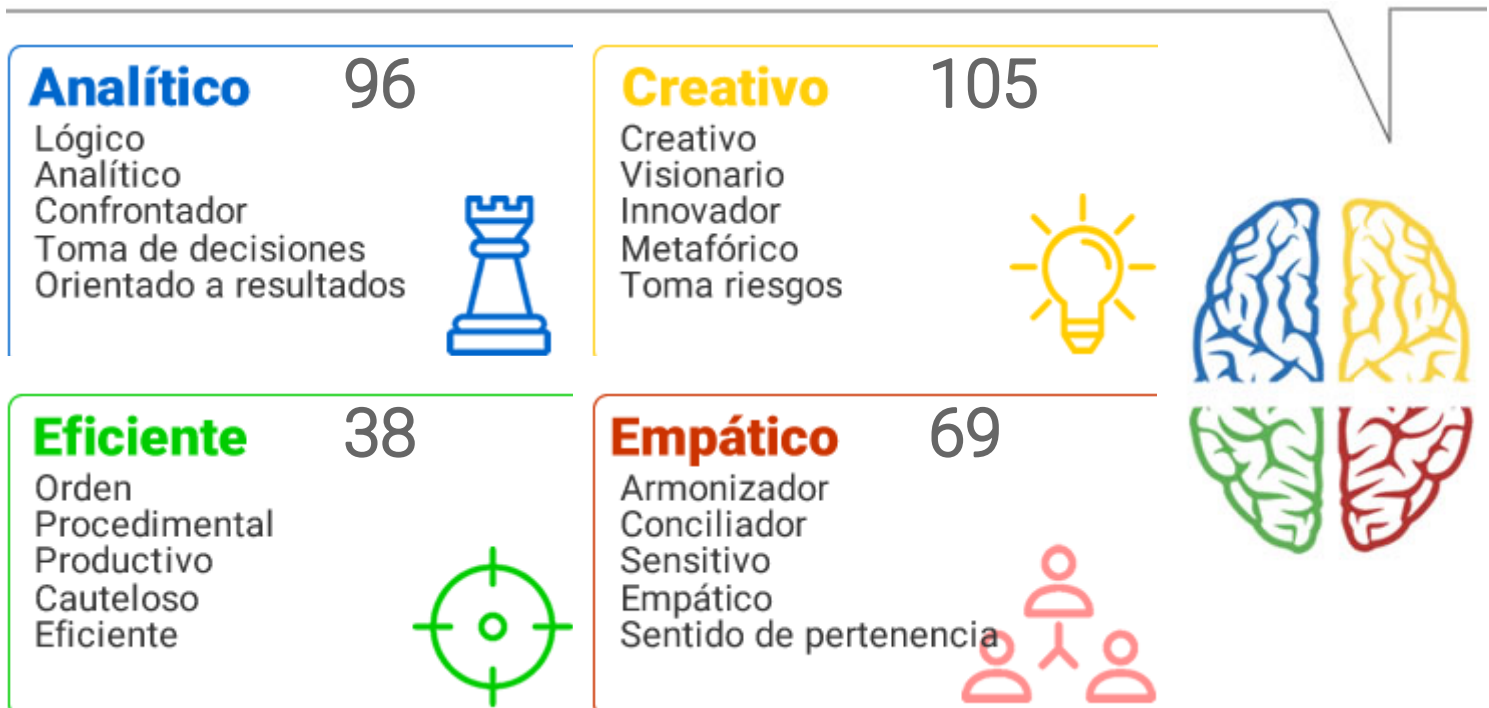 Analítico 96
Lógico
Analítico
Confrontador
Toma de decisiones
Orientado a resultados
Creativo 105
Creativo
Visionario
Innovador
Metafórico
Toma riesgos
Eficiente 38
Orden
Procedimental
Productivo
Cauteloso
Eficiente
Empático 69
Armonizador
Conciliador
Sensitivo
Empático
Sentido de pertenencia